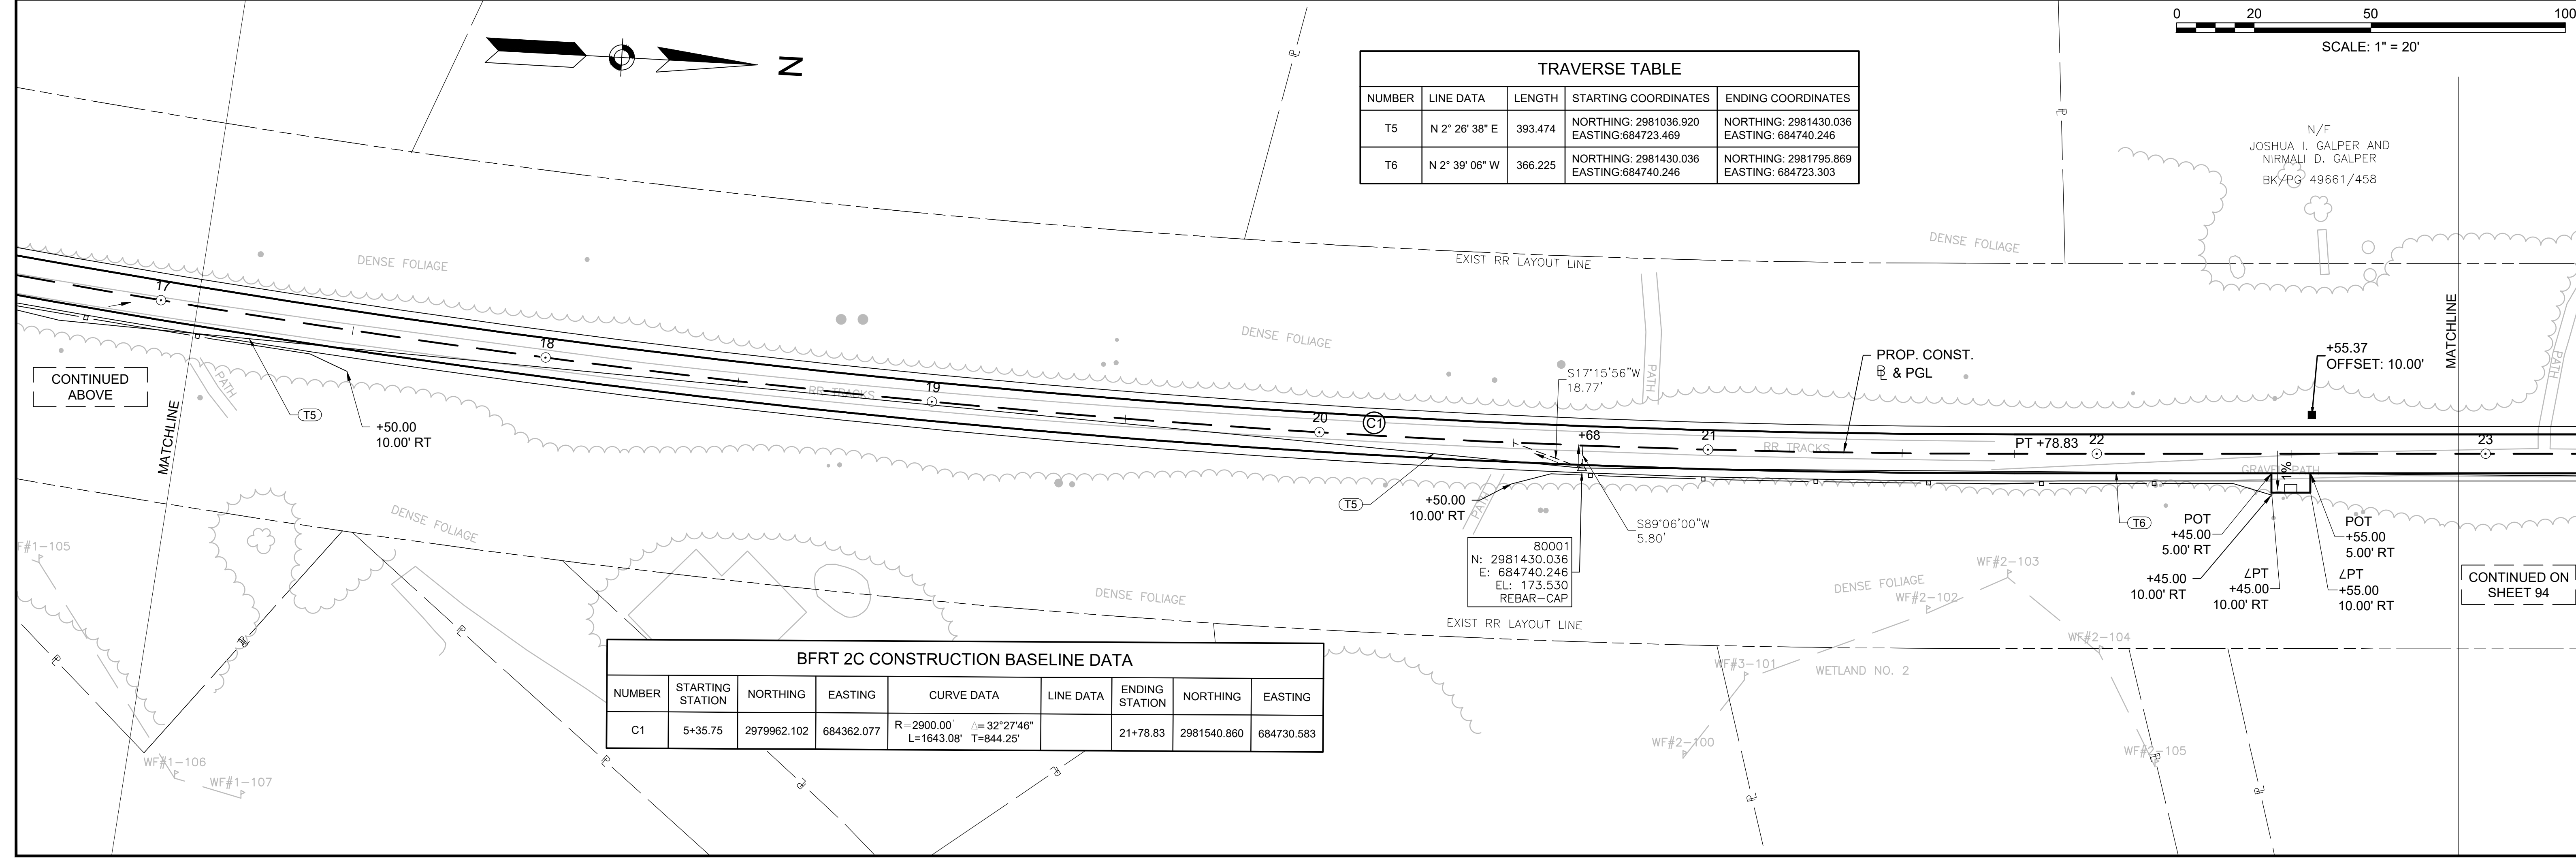 0 20 50 100
SCALE: 1" = 20'
N
TRAVERSE TABLE
NUMBER LINE DATA LENGTH STARTING COORDINATES ENDING COORDINATES
T5 N 2° 26' 38" E 393.474 NORTHING: 2981036.920 EASTING:684723.469 NORTHING: 2981430.036 EASTING: 684740.246
T6 N 2° 39' 06" W 366.225 NORTHING: 2981430.036 EASTING:684740.246 NORTHING: 2981795.869 EASTING: 684723.303
N/F
JOSHUA I. GALPER AND
NIRMALI D. GALPER
BK/PG 49661/458
DENSE FOLIAGE
DENSE FOLIAGE
DENSE FOLIAGE
EXIST RR LAYOUT LINE
PATH
PATH
MATCHLINE
+55.37
OFFSET: 10.00'
PROP. CONST.
℄ & PGL
17
18
19
20
21
22
23
C1
+68
RR TRACKS
RR TRACKS
PT +78.83
GRAVEL PATH
1%
S17°15'56"W
18.77'
S89°06'00"W
5.80'
CONTINUED
ABOVE
MATCHLINE
PATH
T5
+50.00
10.00' RT
T5
+50.00
10.00' RT
PATH
80001
N: 2981430.036
E: 684740.246
EL: 173.530
REBAR-CAP
T6
POT
+45.00
5.00' RT
POT
+55.00
5.00' RT
+45.00
10.00' RT
∠PT
+45.00
10.00' RT
∠PT
+55.00
10.00' RT
CONTINUED ON
SHEET 94
DENSE FOLIAGE
DENSE FOLIAGE
DENSE FOLIAGE
EXIST RR LAYOUT LINE
F#1-105
WF#1-106
WF#1-107
WF#2-103
WF#2-102
WF#2-104
WF#3-101
WETLAND NO. 2
WF#2-100
WF#2-105
BFRT 2C CONSTRUCTION BASELINE DATA
NUMBER STARTING STATION NORTHING EASTING CURVE DATA LINE DATA ENDING STATION NORTHING EASTING
C1 5+35.75 2979962.102 684362.077 R=2900.00' Δ=32°27'46" L=1643.08' T=844.25' 21+78.83 2981540.860 684730.583